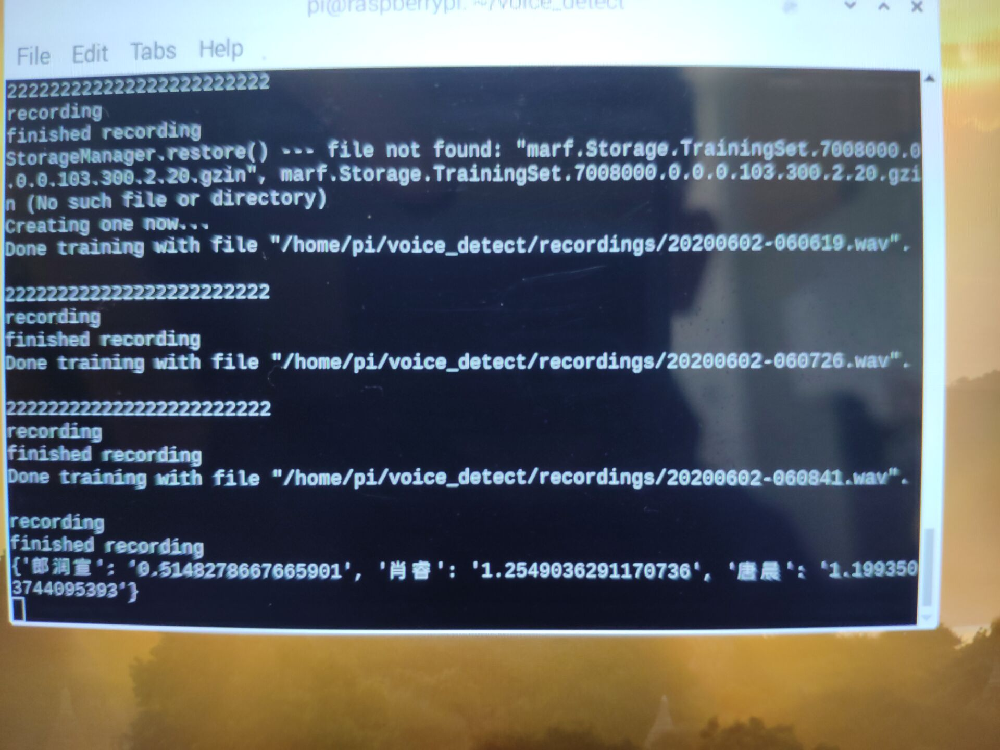 pi@raspberrypi: ~/voice_detect
File Edit Tabs Help
2222222222222222222222222
recording
finished recording
StorageManager.restore() --- file not found: "marf.Storage.TrainingSet.7008000.0
.0.0.103.300.2.20.gzin", marf.Storage.TrainingSet.7008000.0.0.0.103.300.2.20.gzi
n (No such file or directory)
Creating one now...
Done training with file "/home/pi/voice_detect/recordings/20200602-060619.wav".
2222222222222222222222222
recording
finished recording
Done training with file "/home/pi/voice_detect/recordings/20200602-060726.wav".
2222222222222222222222222
recording
finished recording
Done training with file "/home/pi/voice_detect/recordings/20200602-060841.wav".
recording
finished recording
{'郎润宣': '0.5148278667665901', '肖睿': '1.2549036291170736', '唐晨': '1.199350
3744095393'}